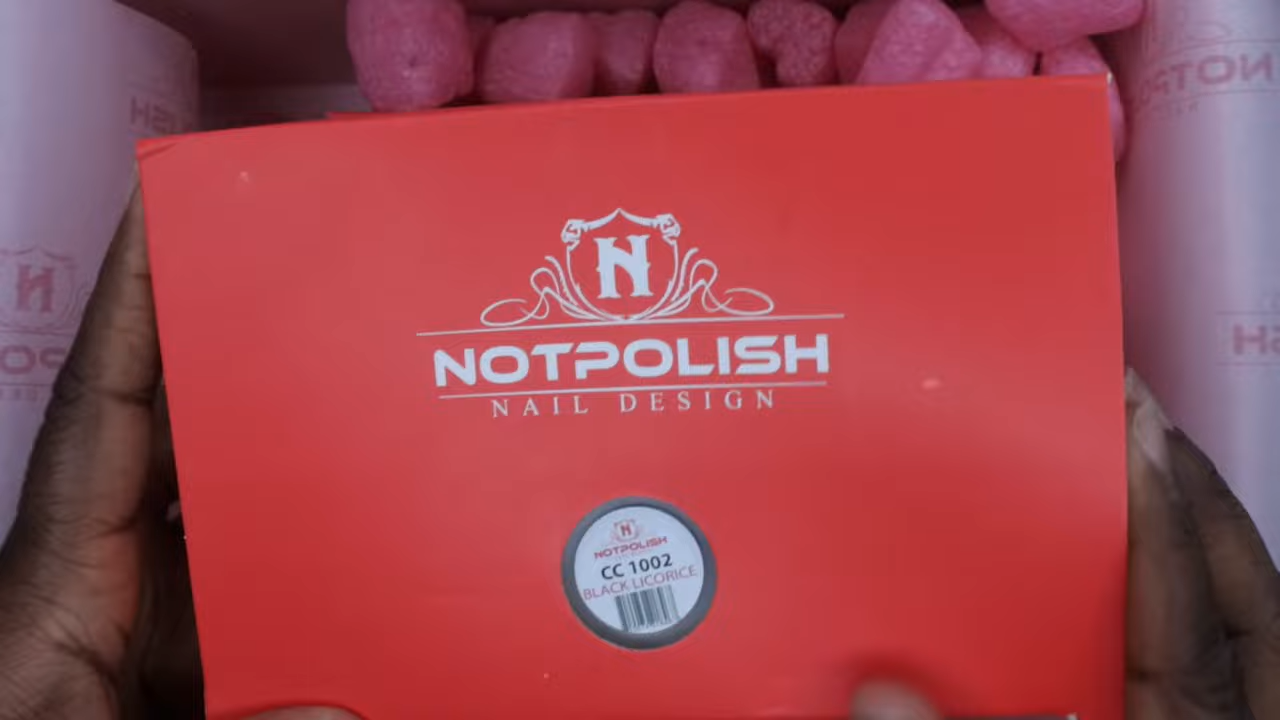 N
NOTPOLISH
NAIL DESIGN
N
NOTPOLISH
CC 1002
BLACK LICORICE